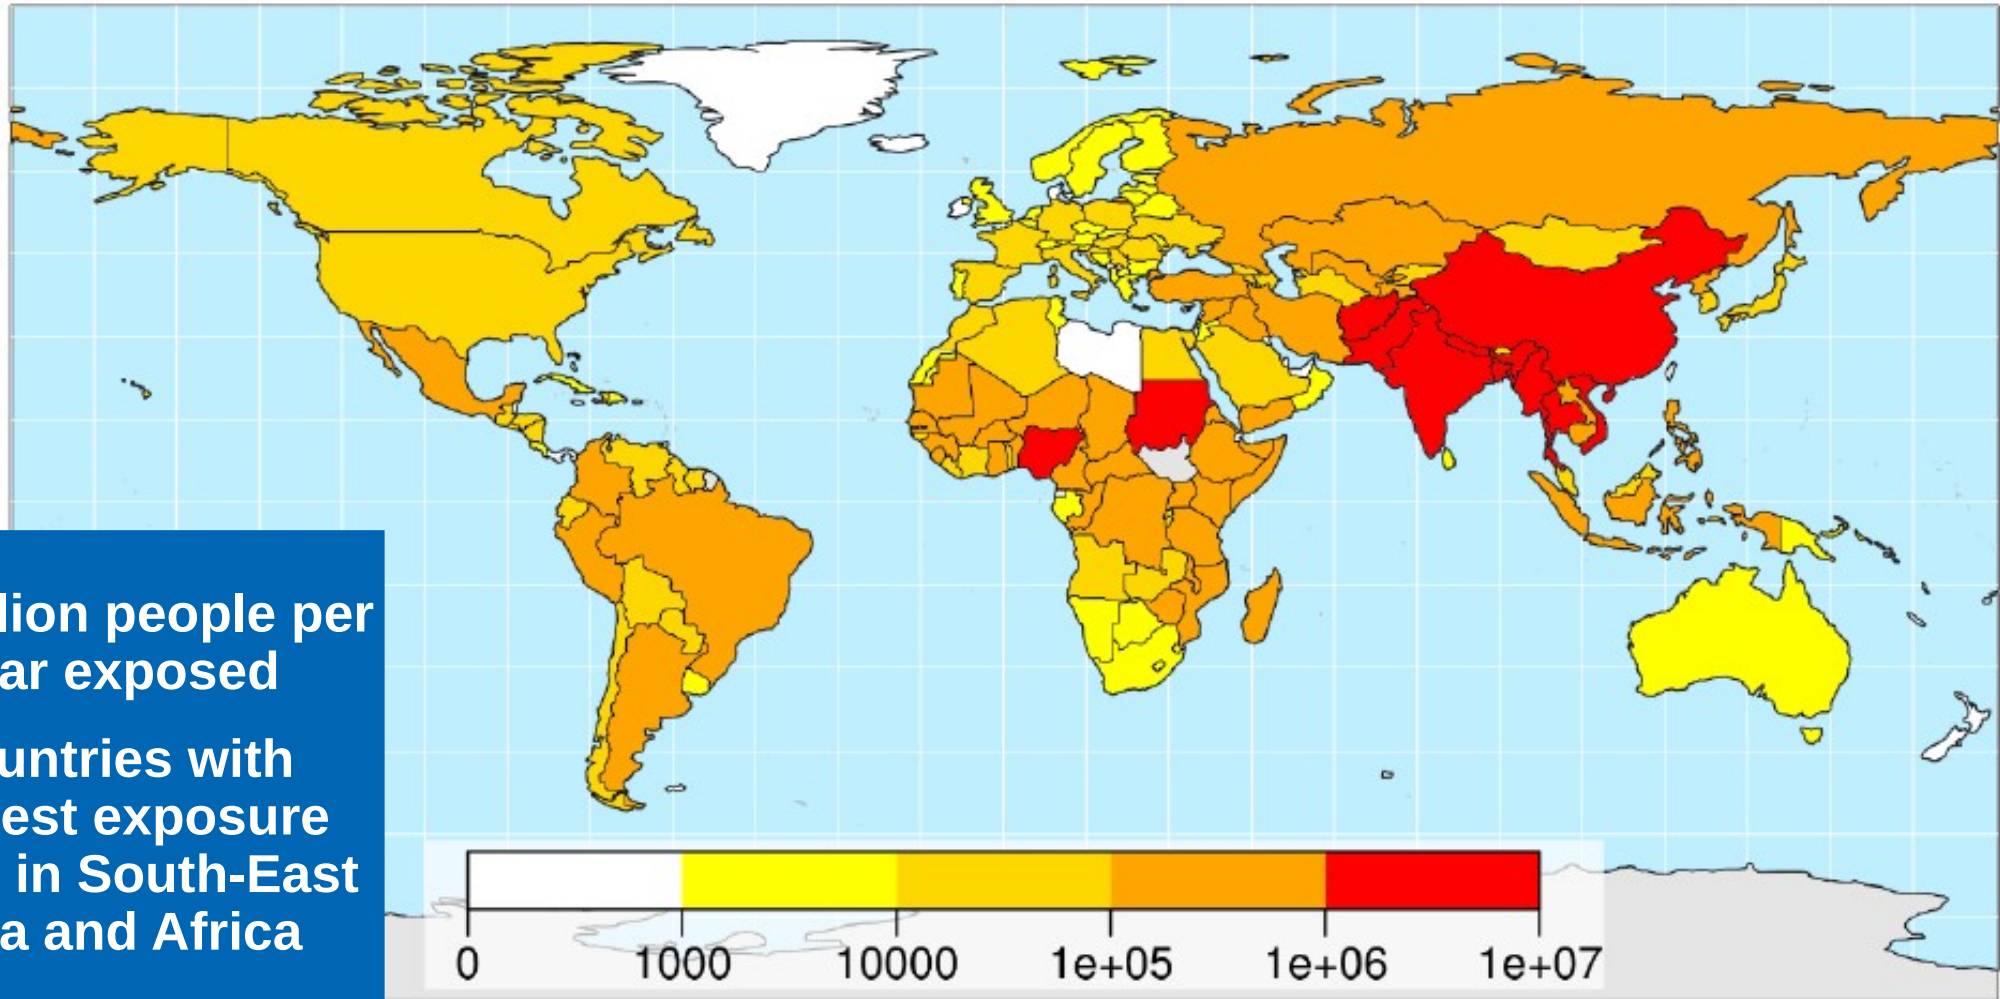 lion people per
ar exposed
untries with
est exposure
in South-East
a and Africa
0 1000 10000 1e+05 1e+06 1e+07